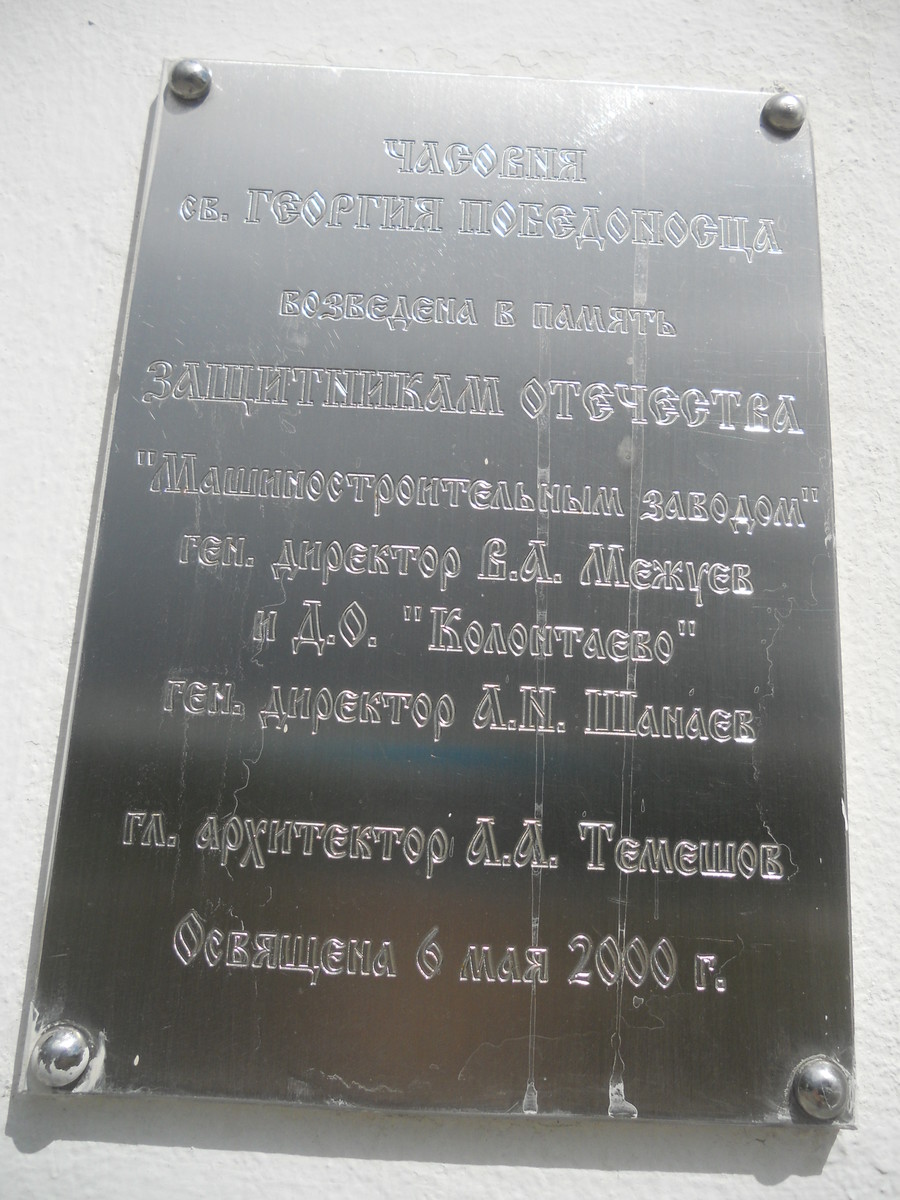 ЧАСОВНЯ
св. ГЕОРГИЯ ПОБЕДОНОСЦА
возведена в память
ЗАЩИТНИКАМ ОТЕЧЕСТВА
"Машиностроительным заводом"
ген. директор В.А. Межуев
и Д.О. "Колонтаево"
ген. директор А.Н. Шанаев
гл. архитектор А.А. Темешов
Освящена 6 мая 2000 г.